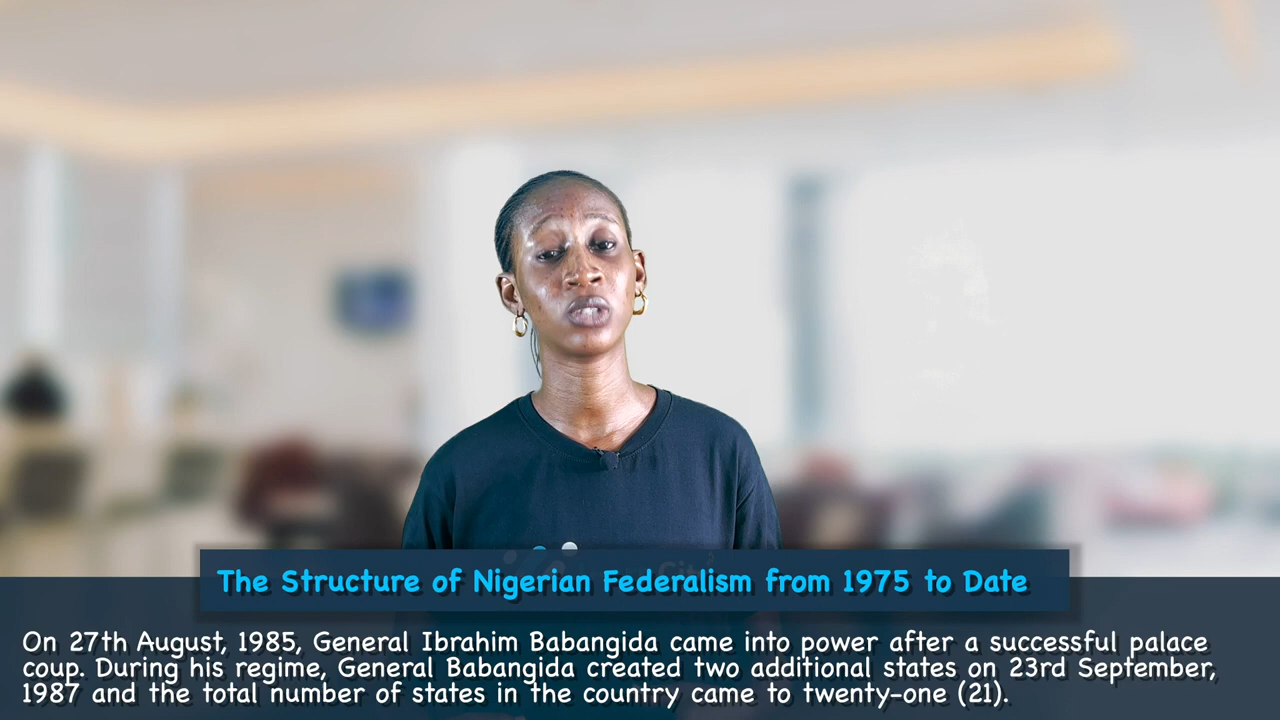 The Structure of Nigerian Federalism from 1975 to Date
On 27th August, 1985, General Ibrahim Babangida came into power after a successful palace
coup. During his regime, General Babangida created two additional states on 23rd September,
1987 and the total number of states in the country came to twenty-one (21).